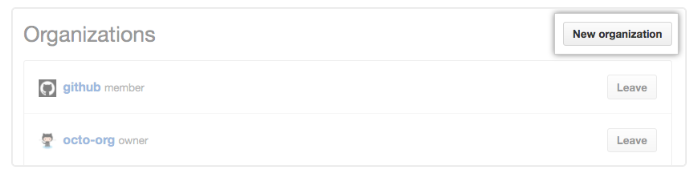 Organizations
New organization
github member
Leave
octo-org owner
Leave